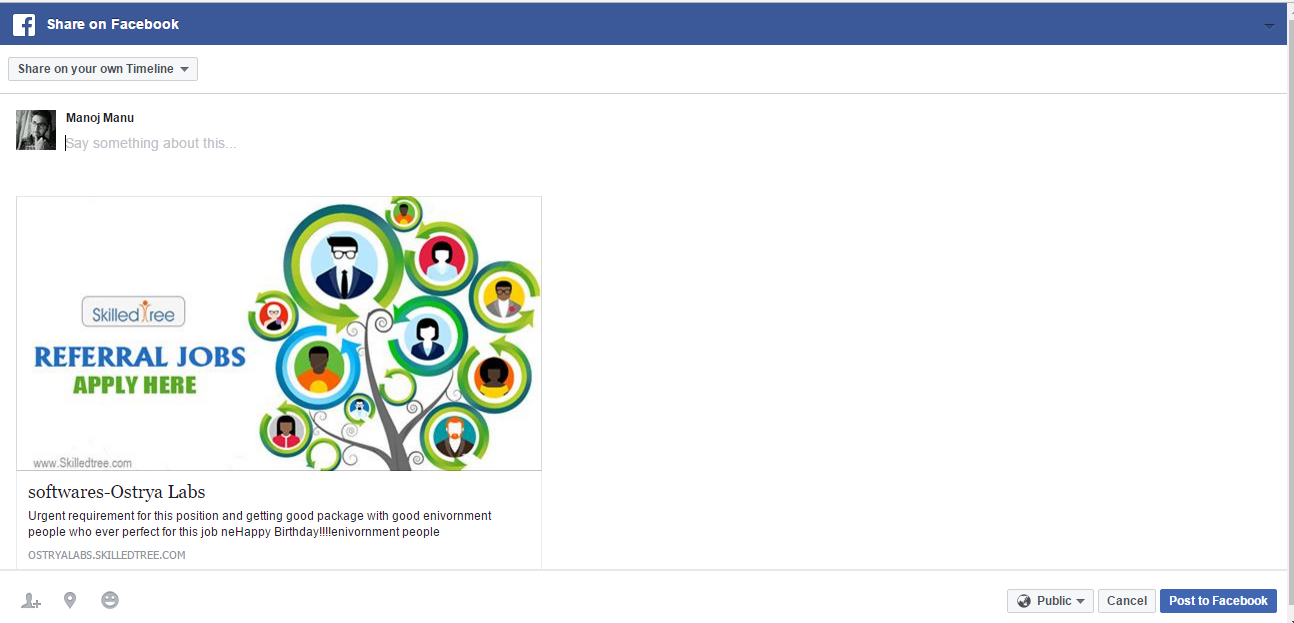 Share on Facebook
Share on your own Timeline
Manoj Manu
Say something about this...
SkilledTree
REFERRAL JOBS
APPLY HERE
www.Skilledtree.com
softwares-Ostrya Labs
Urgent requirement for this position and getting good package with good enivornment
people who ever perfect for this job neHappy Birthday!!!!enivornment people
OSTRYALABS.SKILLEDTREE.COM
Public
Cancel
Post to Facebook